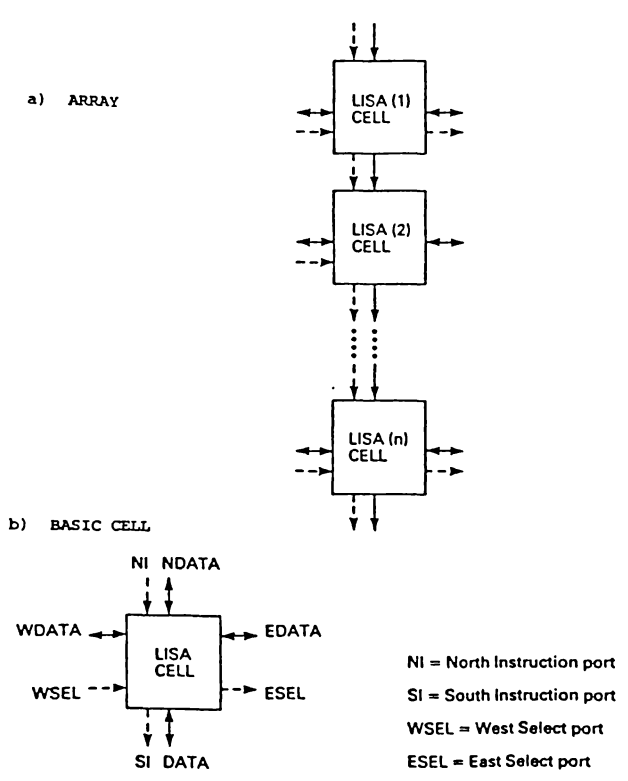 a) ARRAY
LISA (1)
CELL
LISA (2)
CELL
LISA (n)
CELL
b) BASIC CELL
NI NDATA
WDATA
EDATA
LISA
CELL
WSEL
ESEL
SI DATA
NI = North Instruction port
SI = South Instruction port
WSEL = West Select port
ESEL = East Select port